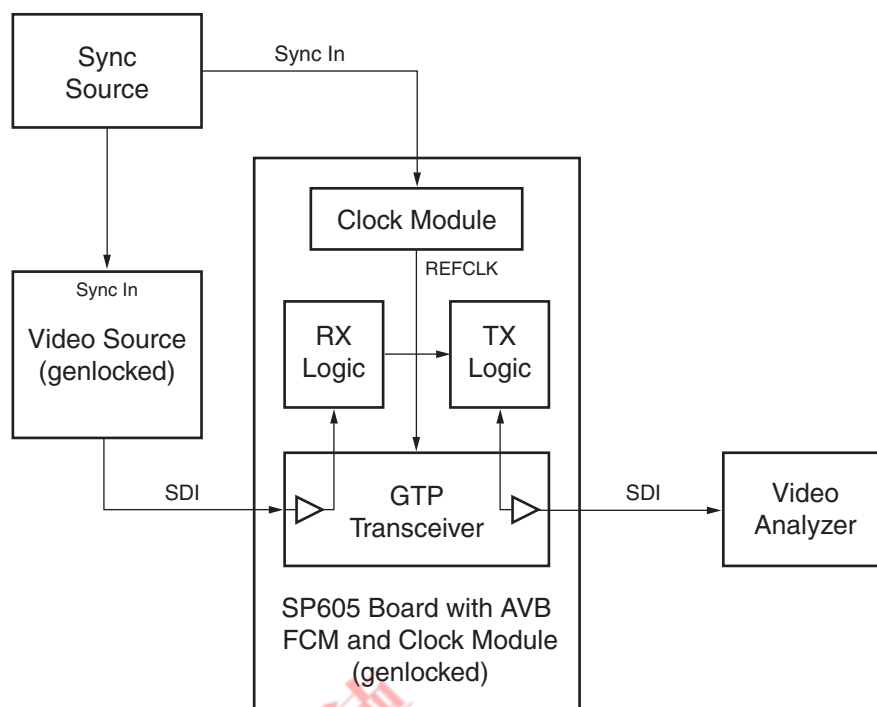 Sync
Source
Sync In
Clock Module
REFCLK
Sync In
Video Source
(genlocked)
RX
Logic
TX
Logic
SDI
GTP
Transceiver
SDI
Video
Analyzer
SP605 Board with AVB
FCM and Clock Module
(genlocked)